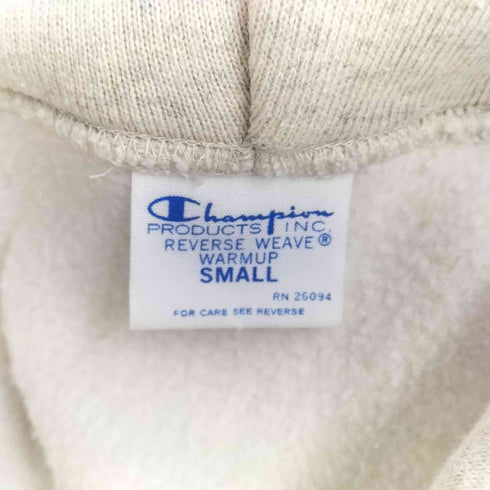 Champion
PRODUCTS INC.
REVERSE WEAVE®
WARMUP
SMALL
RN 26094
FOR CARE SEE REVERSE